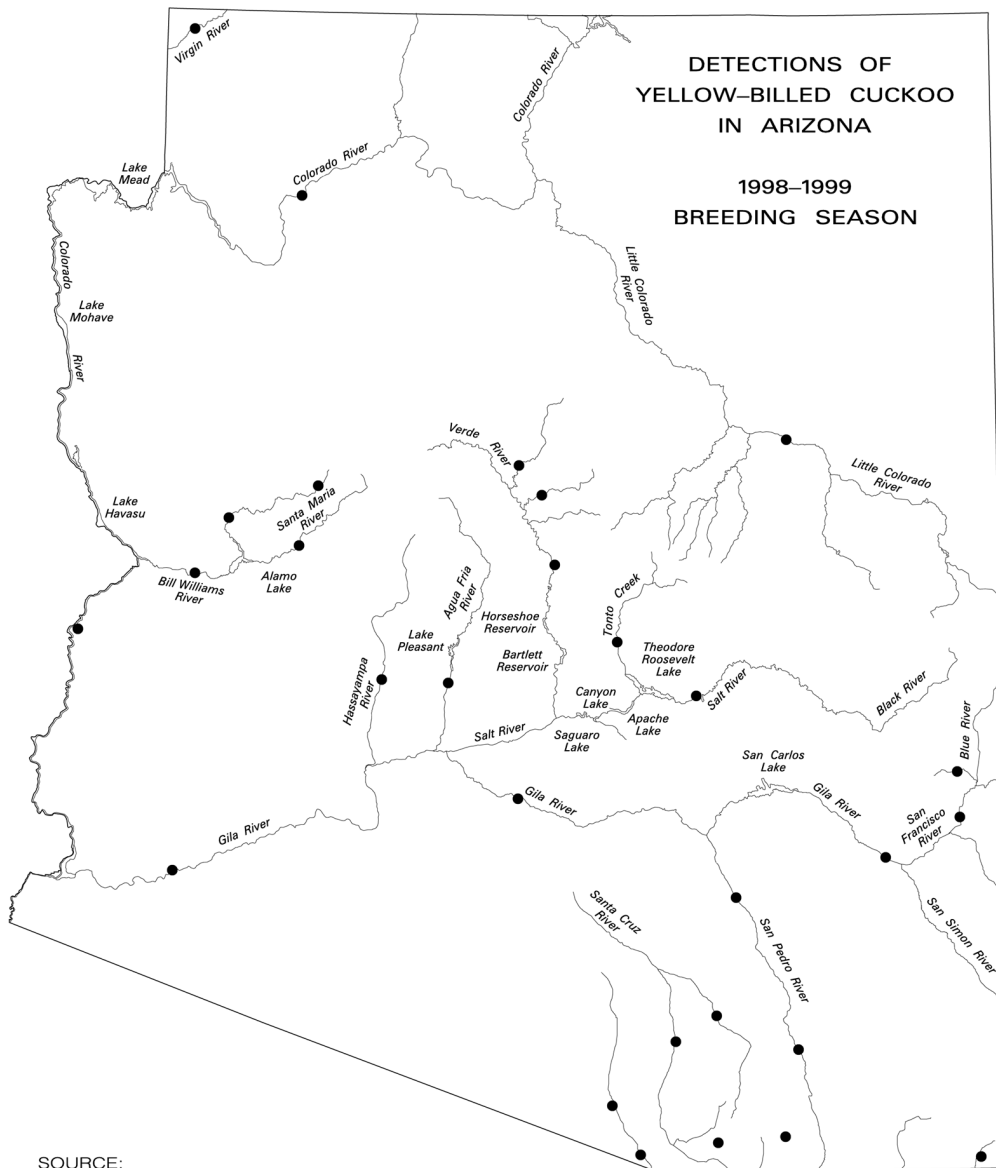 DETECTIONS OF
YELLOW–BILLED CUCKOO
IN ARIZONA
1998–1999
BREEDING SEASON
Virgin River
Colorado River
Colorado River
Lake
Mead
Colorado
River
Lake
Mohave
Little Colorado
River
Verde River
Little Colorado
River
Lake
Havasu
Santa Maria
River
Bill Williams
River
Alamo
Lake
Agua Fria
River
Horseshoe
Reservoir
Tonto Creek
Lake
Pleasant
Bartlett
Reservoir
Theodore
Roosevelt
Lake
Hassayampa
River
Canyon
Lake
Salt River
Black River
Apache
Lake
Salt River
Saguaro
Lake
Blue River
San Carlos
Lake
Gila River
Gila River
San
Francisco
River
Gila River
Santa Cruz
River
San Pedro River
San Simon River
SOURCE: